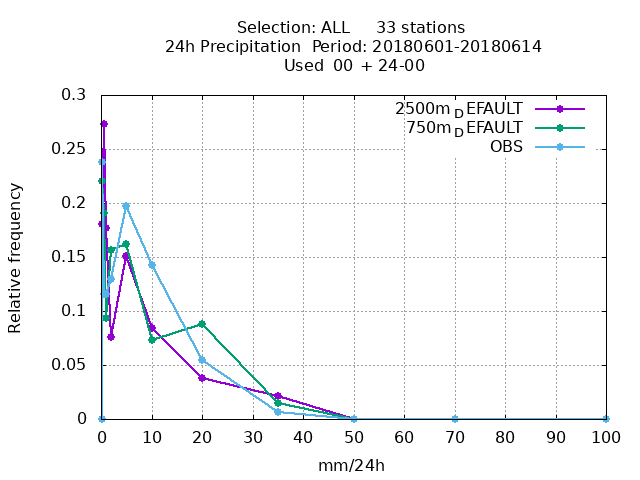 Selection: ALL 33 stations
24h Precipitation Period: 20180601-20180614
Used 00 + 24-00
0.3
0.25
0.2
0.15
0.1
0.05
0
Relative frequency
2500m_DEFAULT
750m_DEFAULT
OBS
0 10 20 30 40 50 60 70 80 90 100
mm/24h